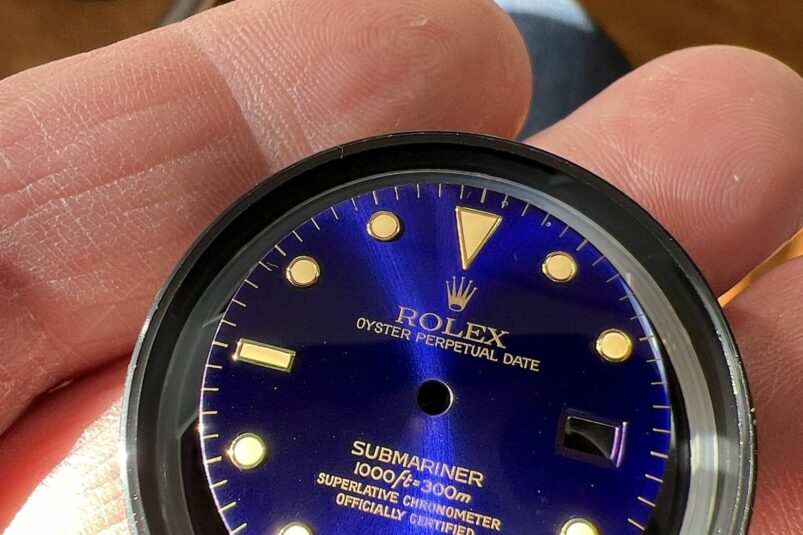 ROLEX
OYSTER PERPETUAL DATE
SUBMARINER
1000ft=300m
SUPERLATIVE CHRONOMETER
OFFICIALLY CERTIFIED